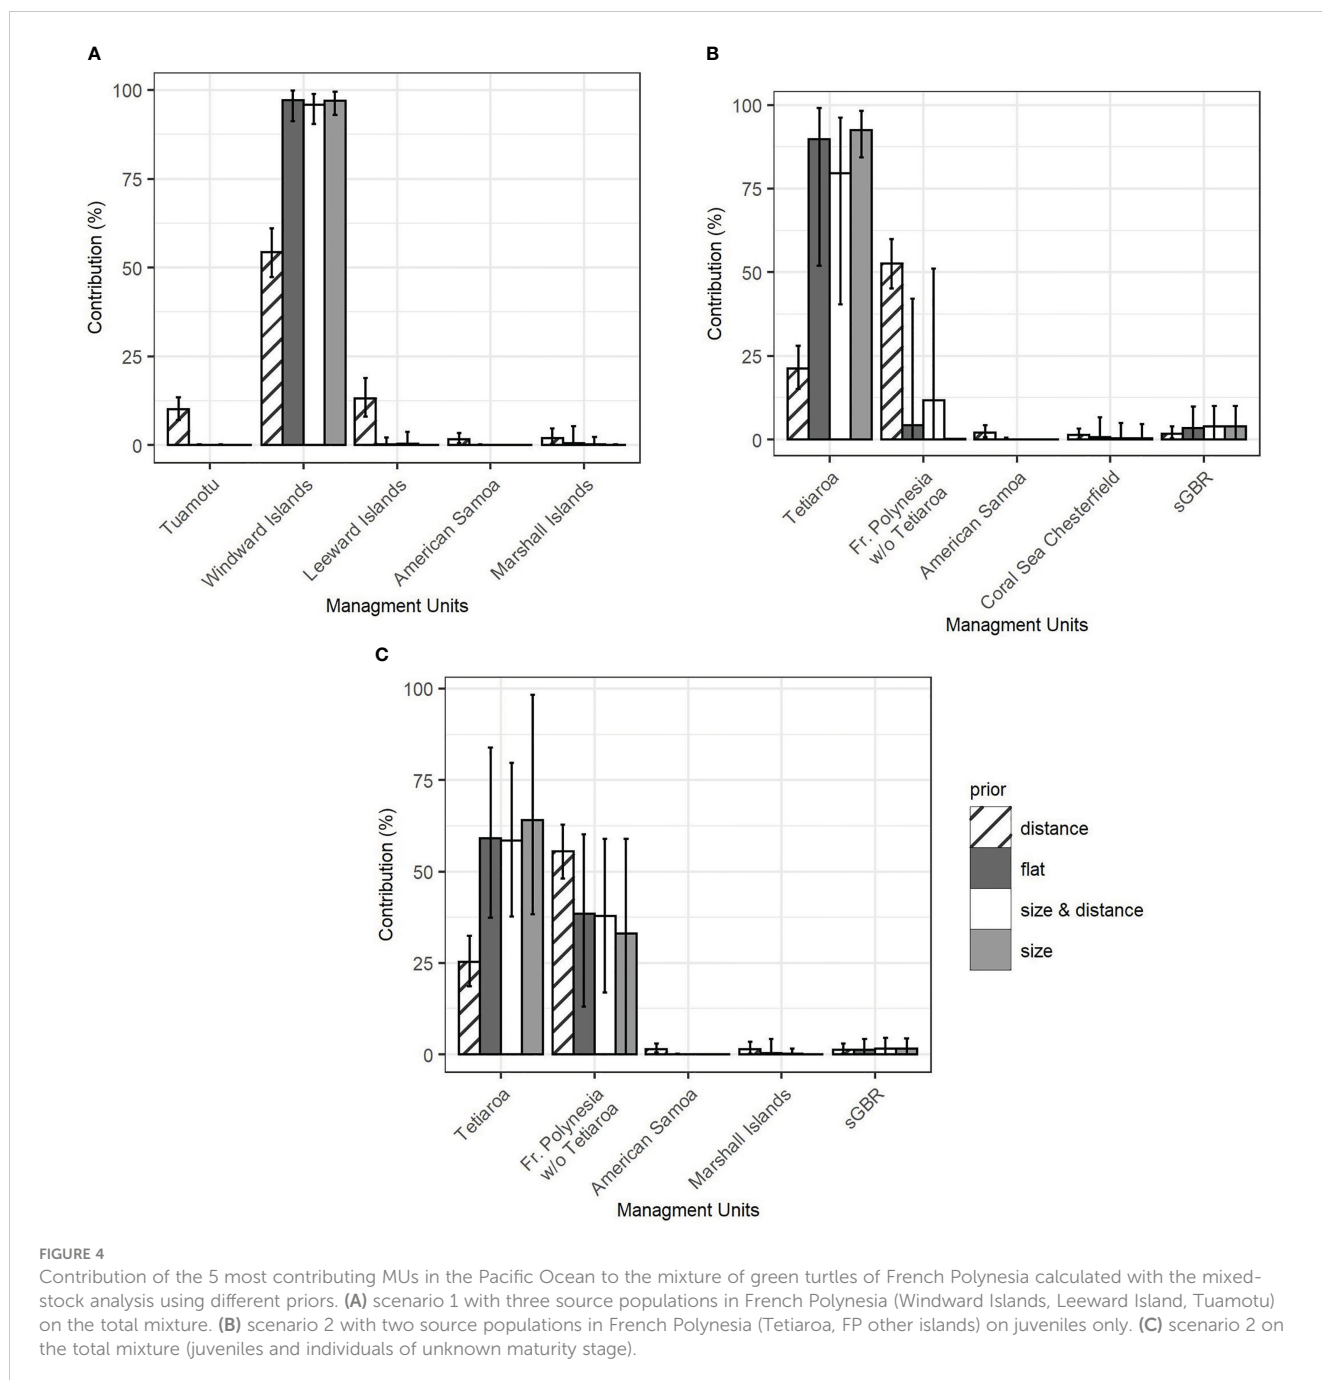 A
100
75
50
25
0
Contribution (%)
Tuamotu
Windward Islands
Leeward Islands
American Samoa
Marshall Islands
Managment Units
B
100
75
50
25
0
Contribution (%)
Tetiaroa
Fr. Polynesia
w/o Tetiaroa
American Samoa
Coral Sea Chesterfield
sGBR
Managment Units
C
100
75
50
25
0
Contribution (%)
Tetiaroa
Fr. Polynesia
w/o Tetiaroa
American Samoa
Marshall Islands
sGBR
Managment Units
prior
distance
flat
size & distance
size
FIGURE 4
Contribution of the 5 most contributing MUs in the Pacific Ocean to the mixture of green turtles of French Polynesia calculated with the mixed-
stock analysis using different priors. (A) scenario 1 with three source populations in French Polynesia (Windward Islands, Leeward Island, Tuamotu)
on the total mixture. (B) scenario 2 with two source populations in French Polynesia (Tetiaroa, FP other islands) on juveniles only. (C) scenario 2 on
the total mixture (juveniles and individuals of unknown maturity stage).